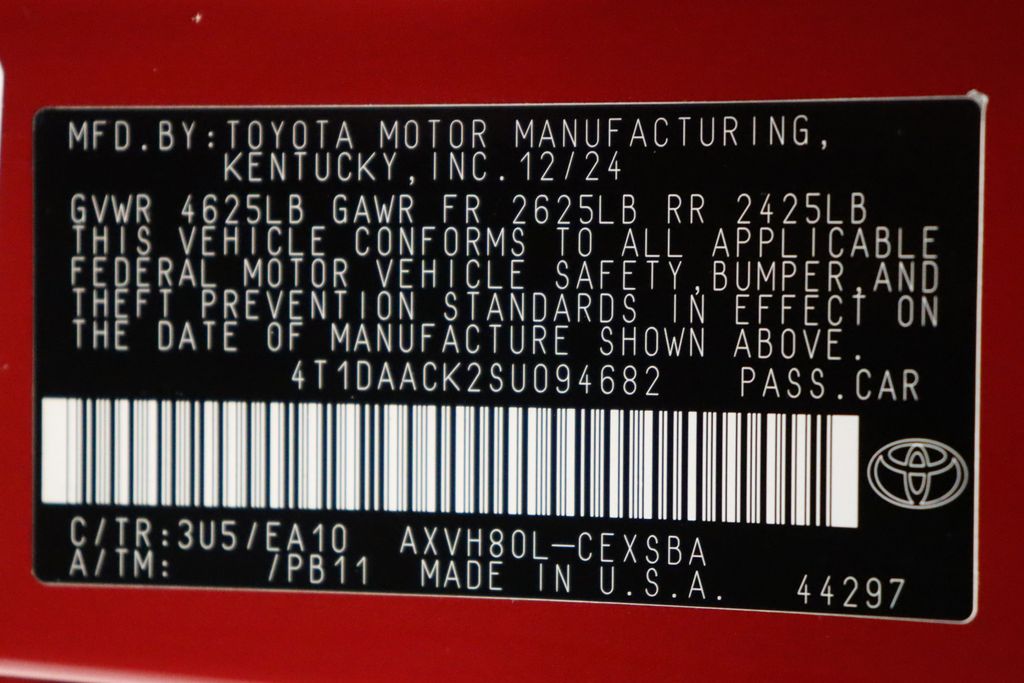 MFD.BY:TOYOTA MOTOR MANUFACTURING,
KENTUCKY,INC.12/24
GVWR 4625LB GAWR FR 2625LB RR 2425LB
THIS VEHICLE CONFORMS TO ALL APPLICABLE
FEDERAL MOTOR VEHICLE SAFETY,BUMPER,AND
THEFT PREVENTION STANDARDS IN EFFECT ON
THE DATE OF MANUFACTURE SHOWN ABOVE.
4T1DAACK2SU094682 PASS.CAR
C/TR:3U5/EA10 AXVH80L-CEXSBA
A/TM: /PB11 MADE IN U.S.A. 44297